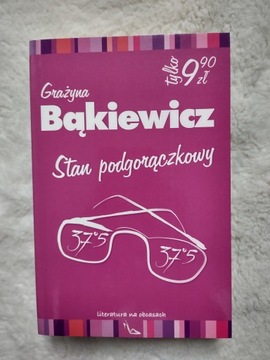 tylko 9 90 zł
Grażyna
Bąkiewicz
Stan podgorączkowy
37°5 37°5
literatura na obcasach